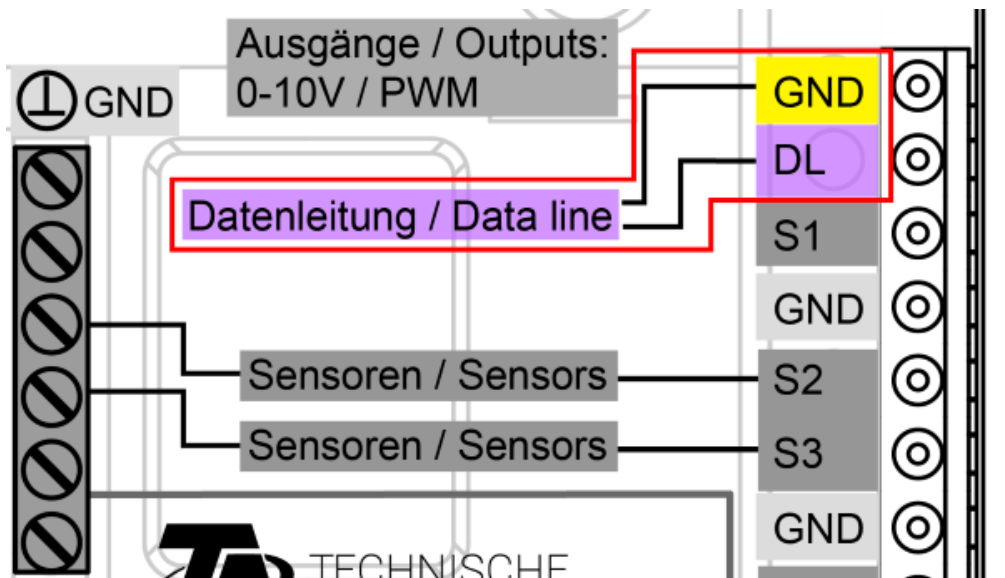 Ausgänge / Outputs:
0-10V / PWM
GND
GND
DL
Datenleitung / Data line
S1
GND
Sensoren / Sensors
S2
Sensoren / Sensors
S3
GND
TECHNISCHE